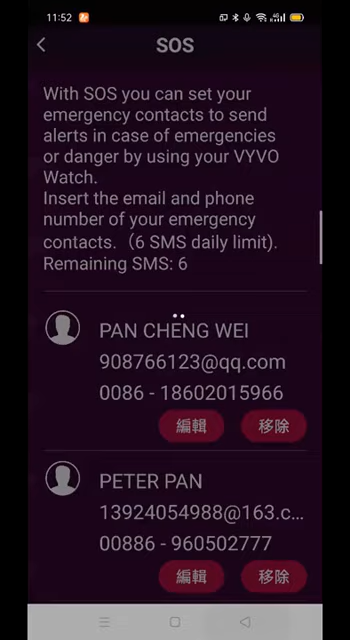 11:52
SOS
With SOS you can set your
emergency contacts to send
alerts in case of emergencies
or danger by using your VYVO
Watch.
Insert the email and phone
number of your emergency
contacts.（6 SMS daily limit).
Remaining SMS: 6
PAN CHENG WEI
908766123@qq.com
0086 - 18602015966
編輯 移除
PETER PAN
13924054988@163.c...
00886 - 960502777
編輯 移除